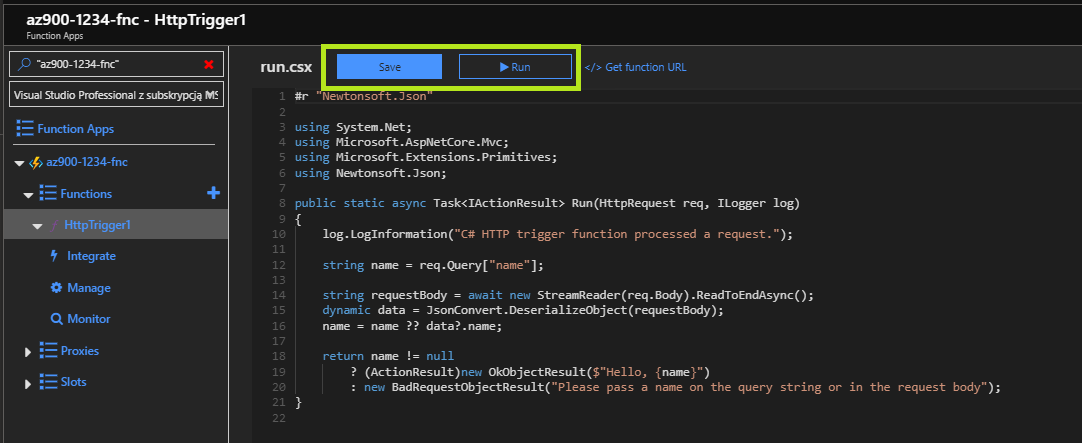 az900-1234-fnc - HttpTrigger1
Function Apps
"az900-1234-fnc"
Visual Studio Professional z subskrypcją MS
Function Apps
az900-1234-fnc
Functions
HttpTrigger1
Integrate
Manage
Monitor
Proxies
Slots
run.csx Save Run </> Get function URL
1 #r "Newtonsoft.Json"
2
3 using System.Net;
4 using Microsoft.AspNetCore.Mvc;
5 using Microsoft.Extensions.Primitives;
6 using Newtonsoft.Json;
7
8 public static async Task<IActionResult> Run(HttpRequest req, ILogger log)
9 {
10 log.LogInformation("C# HTTP trigger function processed a request.");
11
12 string name = req.Query["name"];
13
14 string requestBody = await new StreamReader(req.Body).ReadToEndAsync();
15 dynamic data = JsonConvert.DeserializeObject(requestBody);
16 name = name ?? data?.name;
17
18 return name != null
19 ? (ActionResult)new OkObjectResult($"Hello, {name}")
20 : new BadRequestObjectResult("Please pass a name on the query string or in the request body");
21 }
22